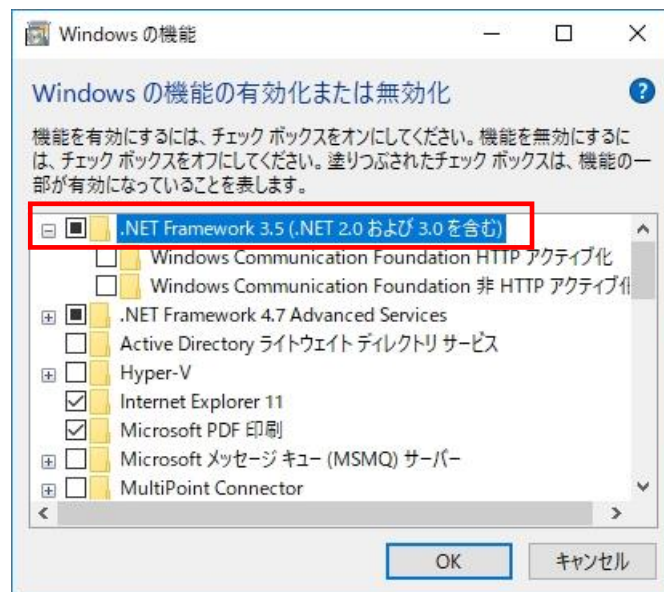 Windows の機能
Windows の機能の有効化または無効化
機能を有効にするには、チェック ボックスをオンにしてください。機能を無効にするに
は、チェック ボックスをオフにしてください。塗りつぶされたチェック ボックスは、機能の一
部が有効になっていることを表します。
.NET Framework 3.5 (.NET 2.0 および 3.0 を含む)
Windows Communication Foundation HTTP アクティブ化
Windows Communication Foundation 非 HTTP アクティブ
.NET Framework 4.7 Advanced Services
Active Directory ライトウェイト ディレクトリ サービス
Hyper-V
Internet Explorer 11
Microsoft PDF 印刷
Microsoft メッセージ キュー (MSMQ) サーバー
MultiPoint Connector
OK キャンセル